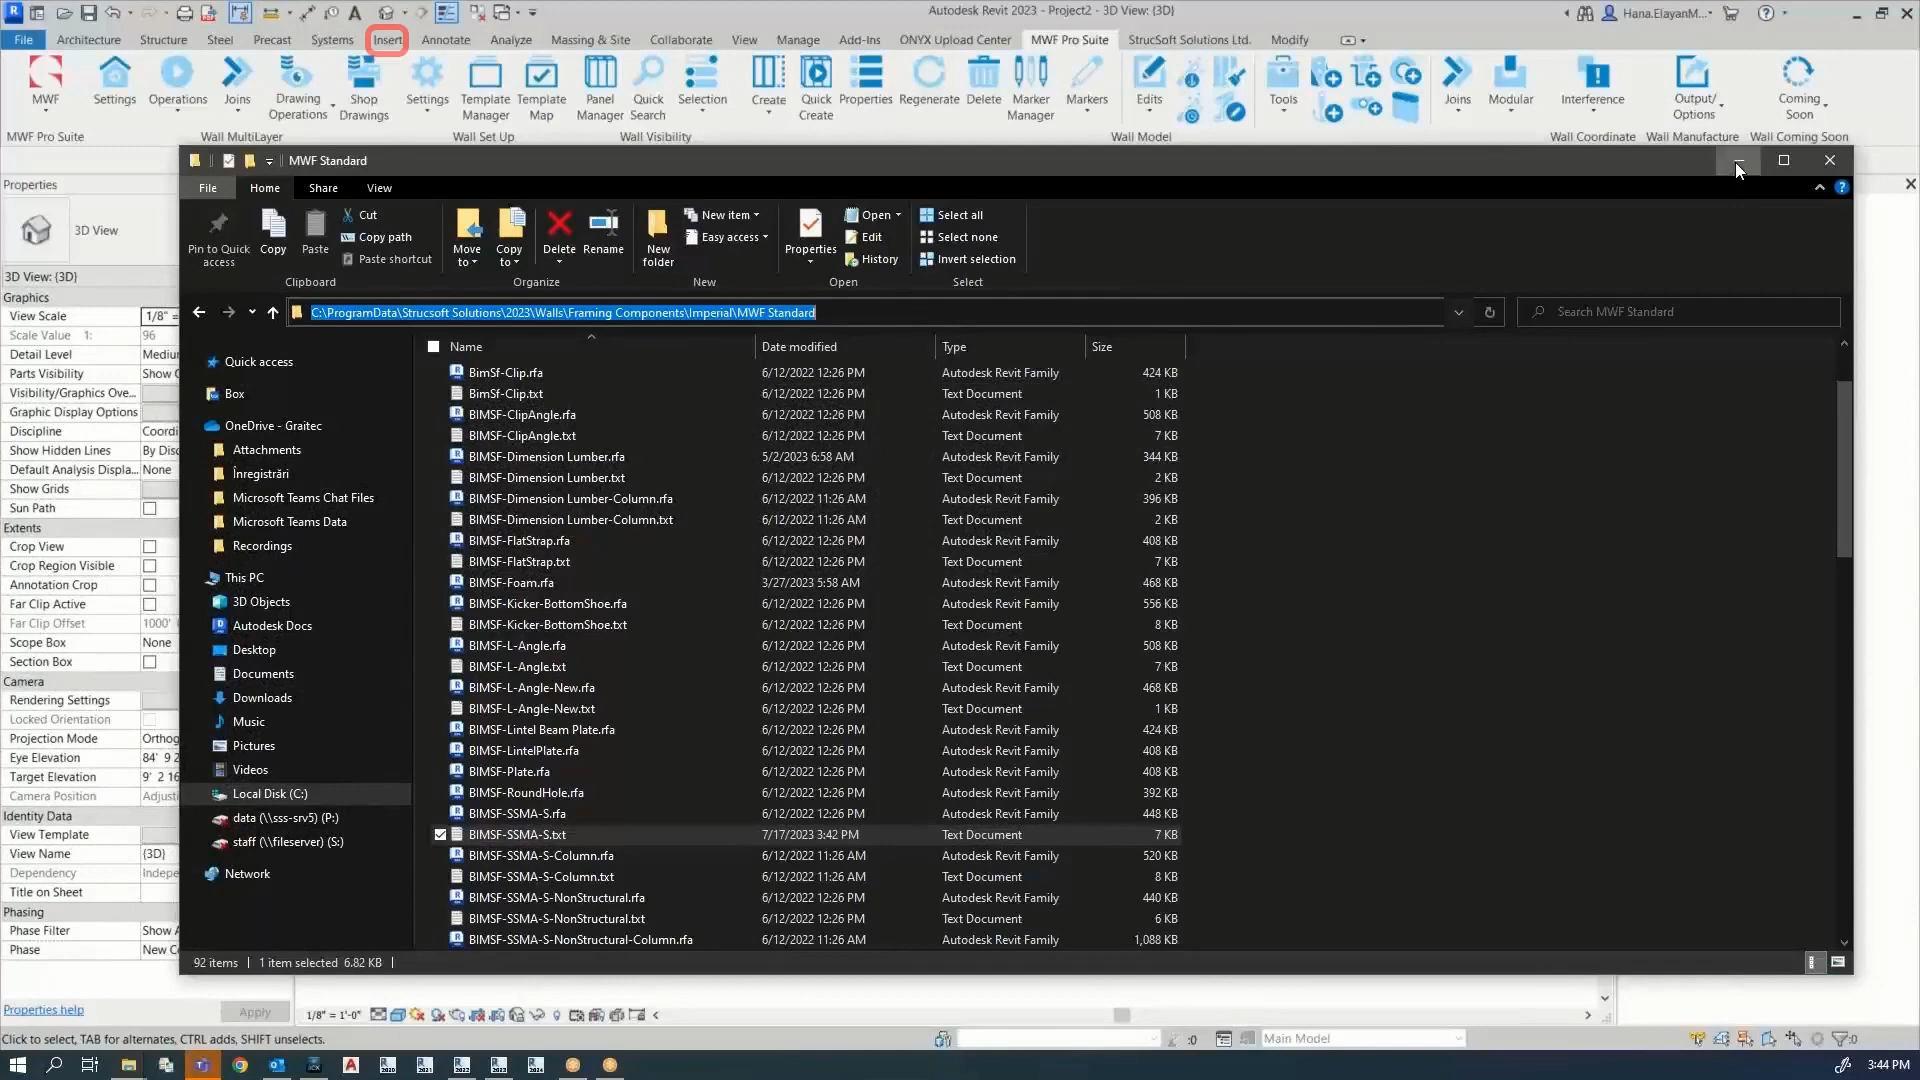 Autodesk Revit 2023 - Project2 - 3D View: {3D}
Hana.ElayanM...
File Architecture Structure Steel Precast Systems Insert Annotate Analyze Massing & Site Collaborate View Manage Add-Ins ONYX Upload Center MWF Pro Suite StrucSoft Solutions Ltd. Modify
MWF Settings Operations Joins Drawing Operations Shop Drawings Settings Template Manager Template Map Panel Manager Quick Search Selection Create Quick Create Properties Regenerate Delete Marker Manager Markers Edits Tools Joins Modular Interference Output/ Options Coming Soon
MWF Pro Suite Wall MultiLayer Wall Set Up Wall Visibility Wall Model Wall Coordinate Wall Manufacture Wall Coming Soon
MWF Standard
File Home Share View
Pin to Quick access
Copy
Paste
Cut
Copy path
Paste shortcut
Move to
Copy to
Delete
Rename
New folder
New item
Easy access
Properties
Open
Edit
History
Select all
Select none
Invert selection
Clipboard Organize New Open Select
C:\ProgramData\Strucsoft Solutions\2023\Walls\Framing Components\Imperial\MWF Standard
Search MWF Standard
Quick access
Box
OneDrive - Graitec
Attachments
Înregistrări
Microsoft Teams Chat Files
Microsoft Teams Data
Recordings
This PC
3D Objects
Autodesk Docs
Desktop
Documents
Downloads
Music
Pictures
Videos
Local Disk (C:)
data (\\sss-srv5) (P:)
staff (\\fileserver) (S:)
Network
Name Date modified Type Size
BimSf-Clip.rfa 6/12/2022 12:26 PM Autodesk Revit Family 424 KB
BimSf-Clip.txt 6/12/2022 12:26 PM Text Document 1 KB
BIMSF-ClipAngle.rfa 6/12/2022 12:26 PM Autodesk Revit Family 508 KB
BIMSF-ClipAngle.txt 6/12/2022 12:26 PM Text Document 7 KB
BIMSF-Dimension Lumber.rfa 5/2/2023 6:58 AM Autodesk Revit Family 344 KB
BIMSF-Dimension Lumber.txt 6/12/2022 12:26 PM Text Document 2 KB
BIMSF-Dimension Lumber-Column.rfa 6/12/2022 11:26 AM Autodesk Revit Family 396 KB
BIMSF-Dimension Lumber-Column.txt 6/12/2022 11:26 AM Text Document 2 KB
BIMSF-FlatStrap.rfa 6/12/2022 12:26 PM Autodesk Revit Family 408 KB
BIMSF-FlatStrap.txt 6/12/2022 12:26 PM Text Document 7 KB
BIMSF-Foam.rfa 3/27/2023 5:58 AM Autodesk Revit Family 468 KB
BIMSF-Kicker-BottomShoe.rfa 6/12/2022 12:26 PM Autodesk Revit Family 556 KB
BIMSF-Kicker-BottomShoe.txt 6/12/2022 12:26 PM Text Document 8 KB
BIMSF-L-Angle.rfa 6/12/2022 12:26 PM Autodesk Revit Family 508 KB
BIMSF-L-Angle.txt 6/12/2022 12:26 PM Text Document 7 KB
BIMSF-L-Angle-New.rfa 6/12/2022 12:26 PM Autodesk Revit Family 468 KB
BIMSF-L-Angle-New.txt 6/12/2022 12:26 PM Text Document 1 KB
BIMSF-Lintel Beam Plate.rfa 6/12/2022 12:26 PM Autodesk Revit Family 424 KB
BIMSF-LintelPlate.rfa 6/12/2022 12:26 PM Autodesk Revit Family 408 KB
BIMSF-Plate.rfa 6/12/2022 12:26 PM Autodesk Revit Family 408 KB
BIMSF-RoundHole.rfa 6/12/2022 12:26 PM Autodesk Revit Family 392 KB
BIMSF-SSMA-S.rfa 6/12/2022 12:26 PM Autodesk Revit Family 448 KB
BIMSF-SSMA-S.txt 7/17/2023 3:42 PM Text Document 7 KB
BIMSF-SSMA-S-Column.rfa 6/12/2022 11:26 AM Autodesk Revit Family 520 KB
BIMSF-SSMA-S-Column.txt 6/12/2022 11:26 AM Text Document 8 KB
BIMSF-SSMA-S-NonStructural.rfa 6/12/2022 12:26 PM Autodesk Revit Family 440 KB
BIMSF-SSMA-S-NonStructural.txt 6/12/2022 12:26 PM Text Document 6 KB
BIMSF-SSMA-S-NonStructural-Column.rfa 6/12/2022 11:26 AM Autodesk Revit Family 1,088 KB
92 items 1 item selected 6.82 KB
Properties
3D View
3D View: {3D}
Graphics
View Scale 1/8" =
Scale Value 1: 96
Detail Level Mediu
Parts Visibility Show O
Visibility/Graphics Ove...
Graphic Display Options
Discipline Coordi
Show Hidden Lines By Disc
Default Analysis Displa... None
Show Grids
Sun Path
Extents
Crop View
Crop Region Visible
Annotation Crop
Far Clip Active
Far Clip Offset 1000'
Scope Box None
Section Box
Camera
Rendering Settings
Locked Orientation
Projection Mode Orthog
Eye Elevation 84' 9 2
Target Elevation 9' 2 16
Camera Position Adjusti
Identity Data
View Template
View Name {3D}
Dependency Indepe
Title on Sheet
Phasing
Phase Filter Show A
Phase New Co
Properties help Apply
1/8" = 1'-0"
Click to select, TAB for alternates, CTRL adds, SHIFT unselects.
:0 Main Model :0
3:44 PM